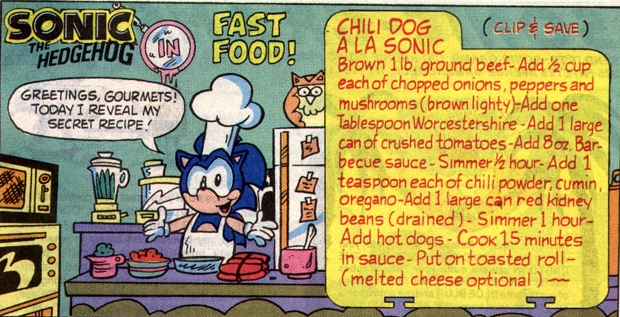 SONIC
THE
HEDGEHOG
IN
FAST
FOOD!
GREETINGS, GOURMETS!
TODAY I REVEAL MY
SECRET RECIPE!
CHILI DOG (CLIP & SAVE)
A LA SONIC
Brown 1 lb. ground beef-Add ½ cup
each of chopped onions, peppers and
mushrooms (brown lighty)-Add one
Tablespoon Worcestershire-Add 1 large
can of crushed tomatoes-Add 8 oz. Bar-
becue sauce-Simmer ½ hour-Add 1
teaspoon each of chili powder, cumin,
oregano-Add 1 large can red kidney
beans (drained)-Simmer 1 hour-
Add hot dogs-Cook 15 minutes
in sauce-Put on toasted roll-
(melted cheese optional)~~